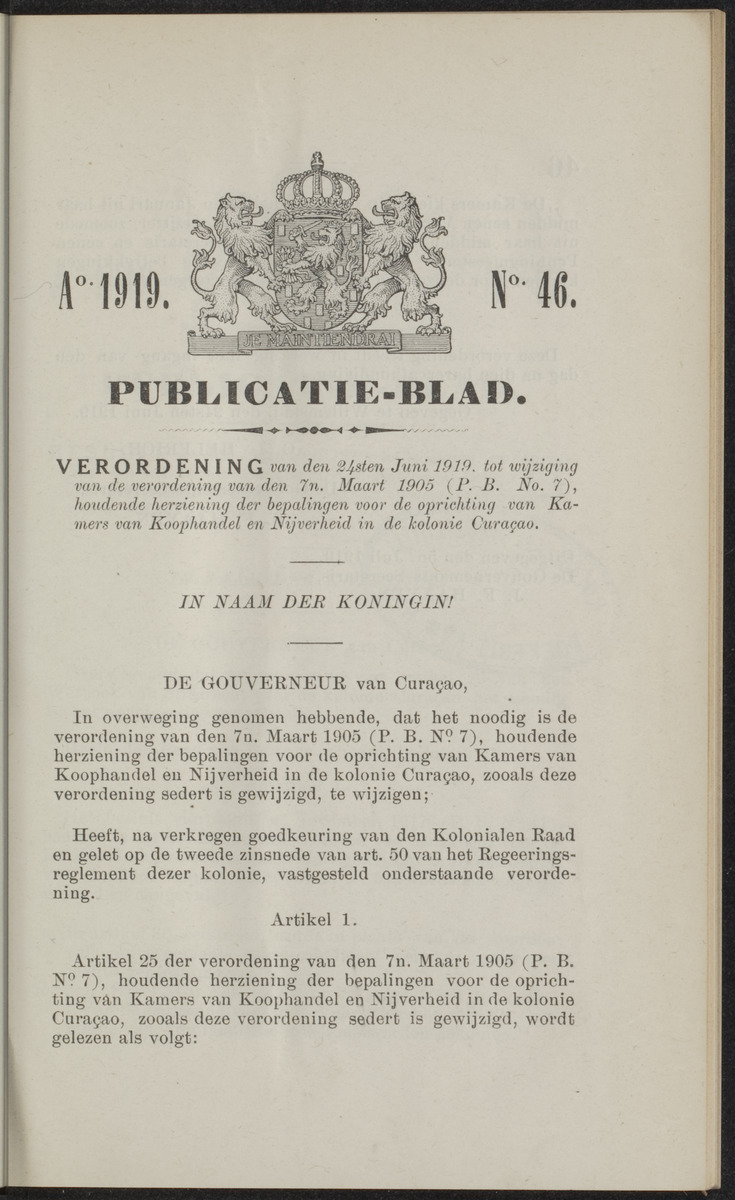 Aº. 1919.
Nº. 46.
JE MAINTIENDRAI
PUBLICATIE-BLAD.
VERORDENING van den 24sten Juni 1919. tot wijziging
van de verordening van den 7n. Maart 1905 (P. B. No. 7),
houdende herziening der bepalingen voor de oprichting van Ka-
mers van Koophandel en Nijverheid in de kolonie Curaçao.
IN NAAM DER KONINGIN!
DE GOUVERNEUR van Curaçao,
In overweging genomen hebbende, dat het noodig is de
verordening van den 7n. Maart 1905 (P. B. Nº 7), houdende
herziening der bepalingen voor de oprichting van Kamers van
Koophandel en Nijverheid in de kolonie Curaçao, zooals deze
verordening sedert is gewijzigd, te wijzigen;
Heeft, na verkregen goedkeuring van den Kolonialen Raad
en gelet op de tweede zinsnede van art. 50 van het Regeerings-
reglement dezer kolonie, vastgesteld onderstaande verorde-
ning.
Artikel 1.
Artikel 25 der verordening van den 7n. Maart 1905 (P. B.
Nº 7), houdende herziening der bepalingen voor de oprich-
ting van Kamers van Koophandel en Nijverheid in de kolonie
Curaçao, zooals deze verordening sedert is gewijzigd, wordt
gelezen als volgt: